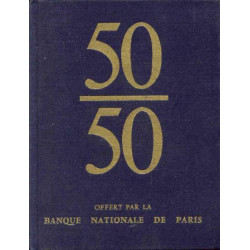 50
50
OFFERT PAR LA
BANQUE NATIONALE DE PARIS